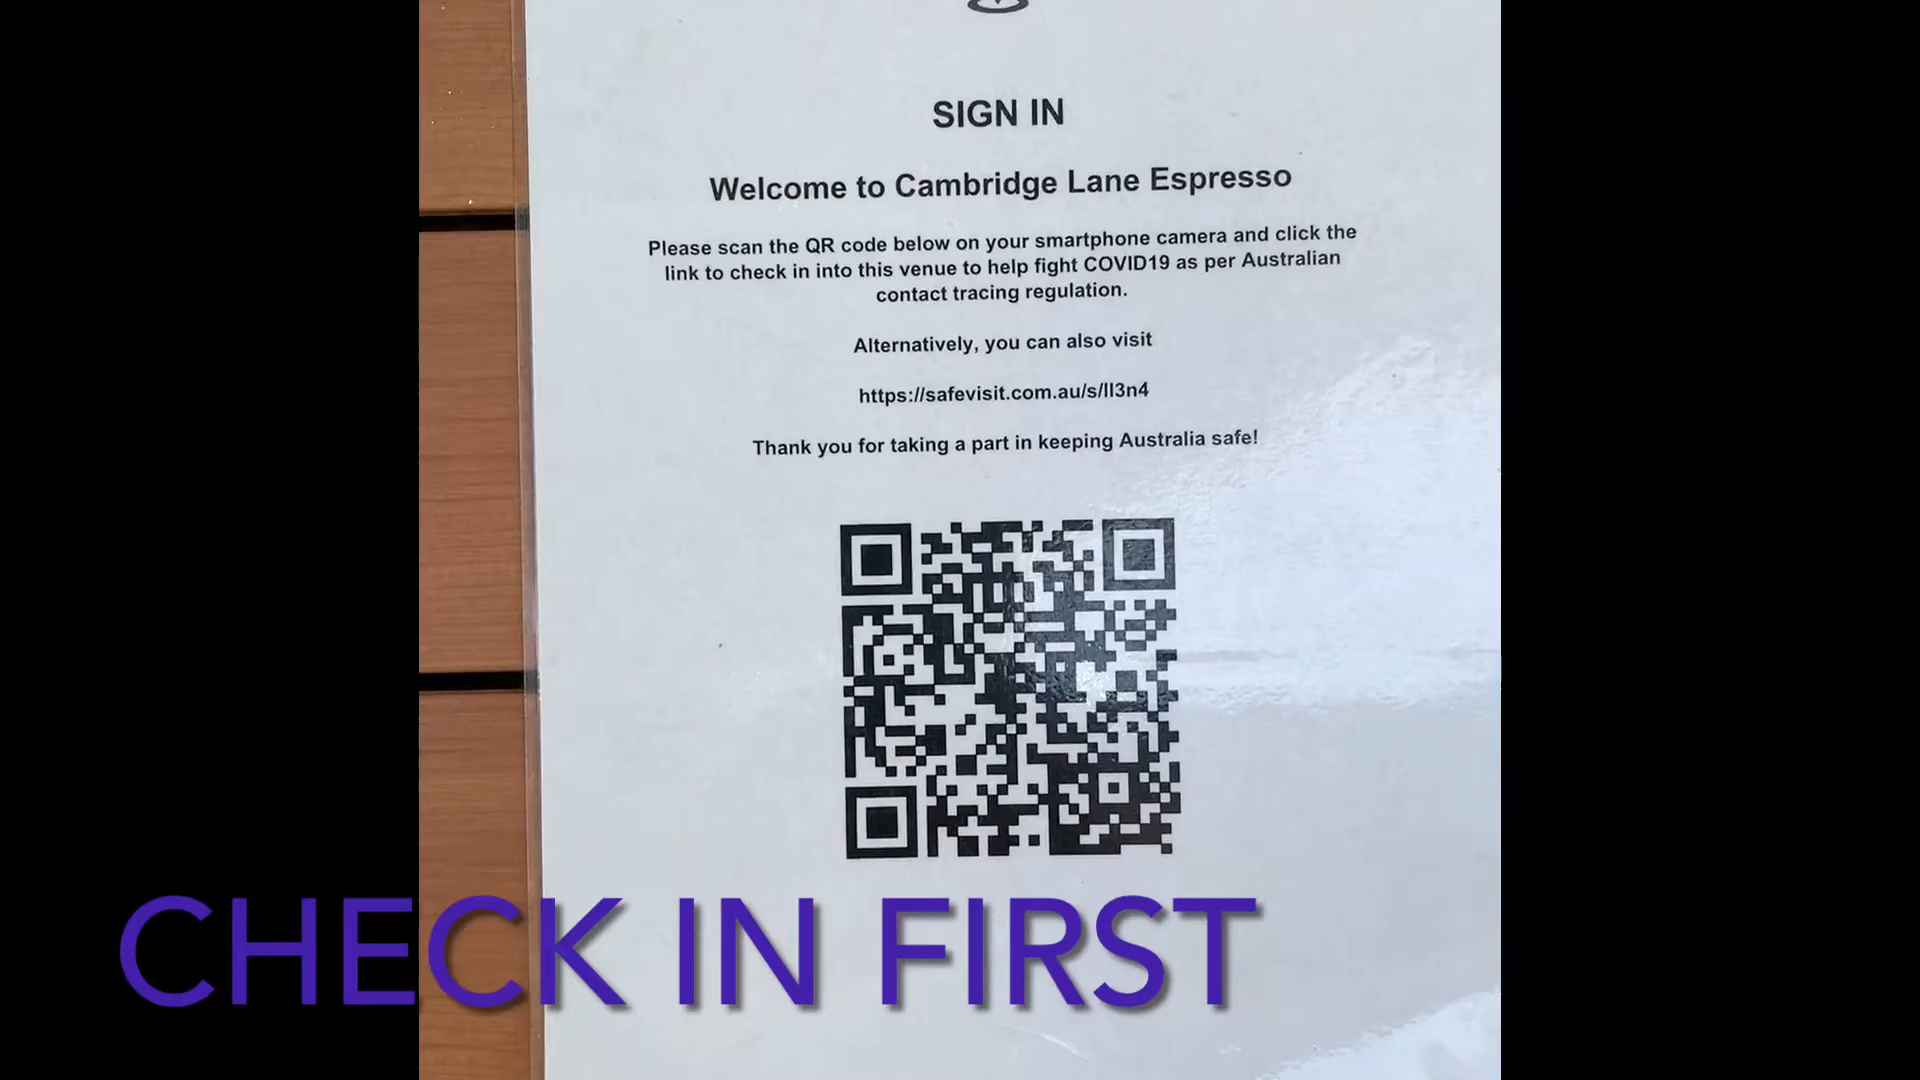 SIGN IN
Welcome to Cambridge Lane Espresso
Please scan the QR code below on your smartphone camera and click the
link to check in into this venue to help fight COVID19 as per Australian
contact tracing regulation.
Alternatively, you can also visit
https://safevisit.com.au/s/lI3n4
Thank you for taking a part in keeping Australia safe!
CHECK IN FIRST